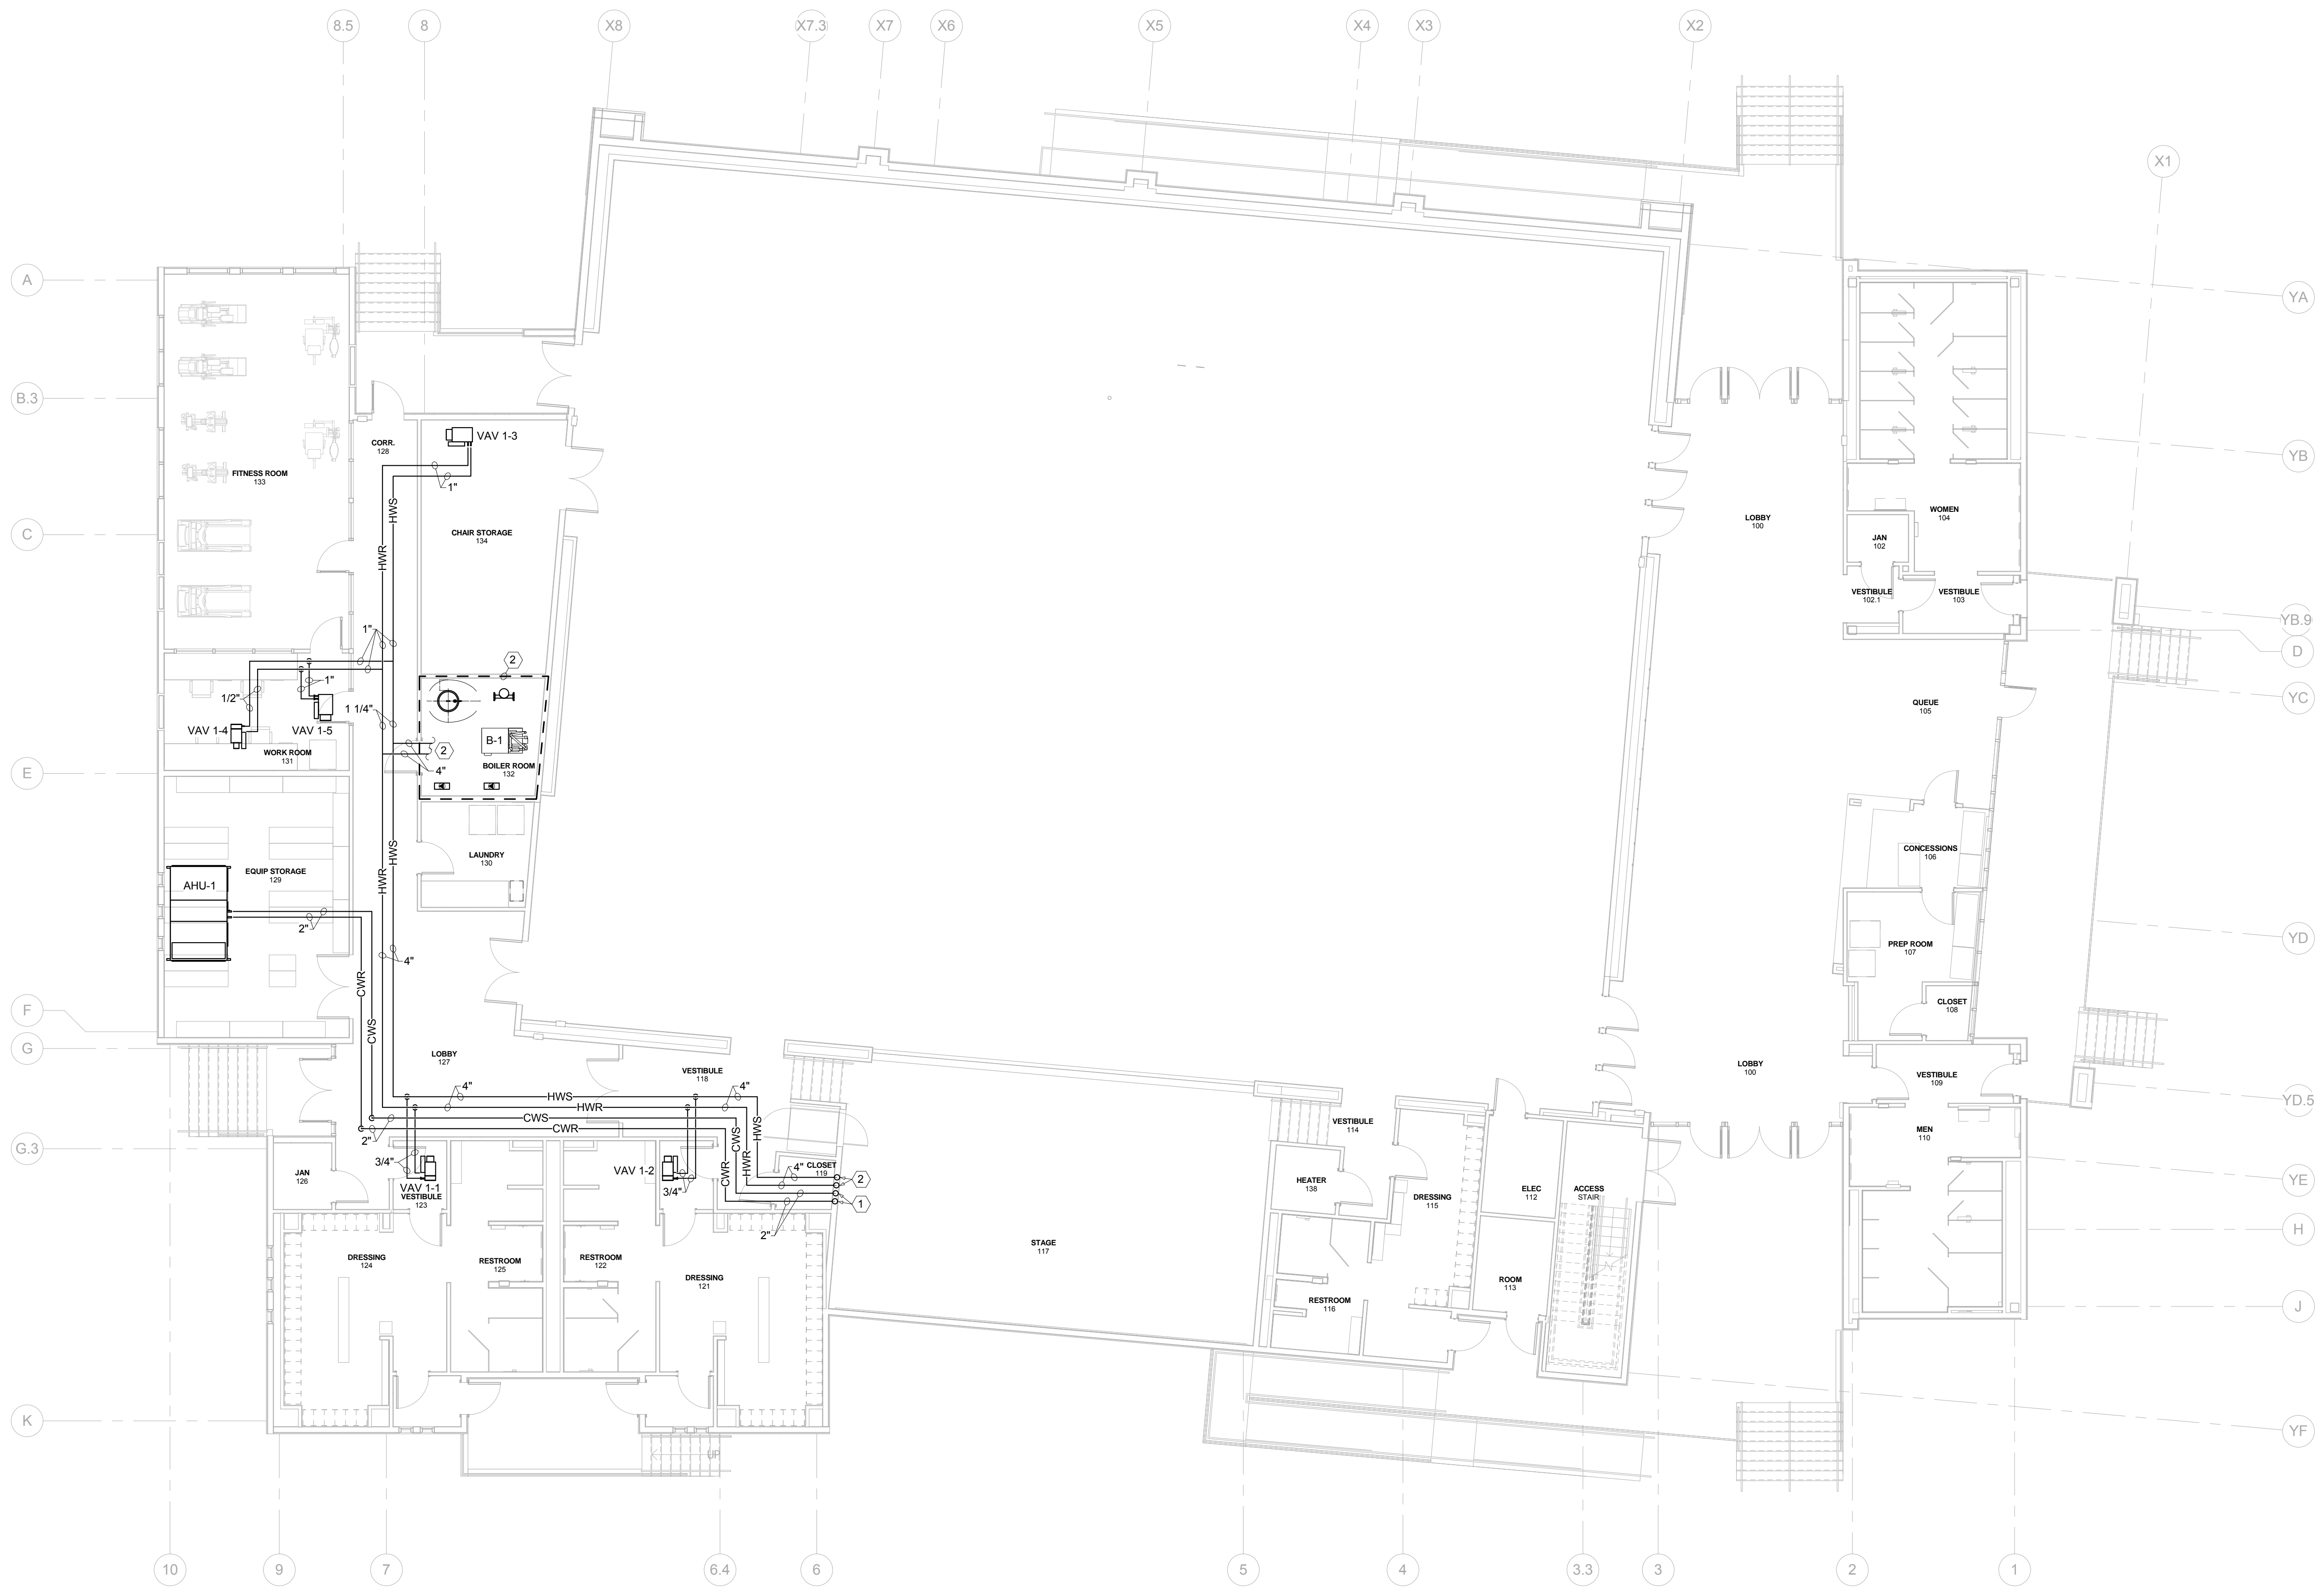 8.5
8
X8
X7.3
X7
X6
X5
X4
X3
X2
X1
A
YA
B.3
CORR.
128
VAV 1-3
YB
FITNESS ROOM
133
1"
HWS
WOMEN
104
LOBBY
100
C
CHAIR STORAGE
134
JAN
102
HWR
VESTIBULE
102.1
VESTIBULE
103
YB.9
1"
D
2
1"
1/2"
1 1/4"
YC
QUEUE
105
VAV 1-4
VAV 1-5
B-1
2
WORK ROOM
131
4"
BOILER ROOM
132
E
HWS
CONCESSIONS
106
LAUNDRY
130
EQUIP STORAGE
129
HWR
AHU-1
2"
YD
PREP ROOM
107
4"
CWR
CLOSET
108
F
CWS
G
LOBBY
127
VESTIBULE
118
LOBBY
100
VESTIBULE
109
4"
4"
HWS
HWR
YD.5
CWS
CWR
VESTIBULE
114
HWS
MEN
110
2"
CWS
G.3
3/4"
HWR
JAN
126
VAV 1-2
CWR
4"
CLOSET
119
2
HEATER
138
YE
VAV 1-1
VESTIBULE
123
3/4"
ELEC
112
ACCESS
STAIR
DRESSING
115
1
2"
H
STAGE
117
DRESSING
124
RESTROOM
125
RESTROOM
122
DRESSING
121
ROOM
113
RESTROOM
116
J
K
YF
UP
10
9
7
6.4
6
5
4
3.3
3
2
1